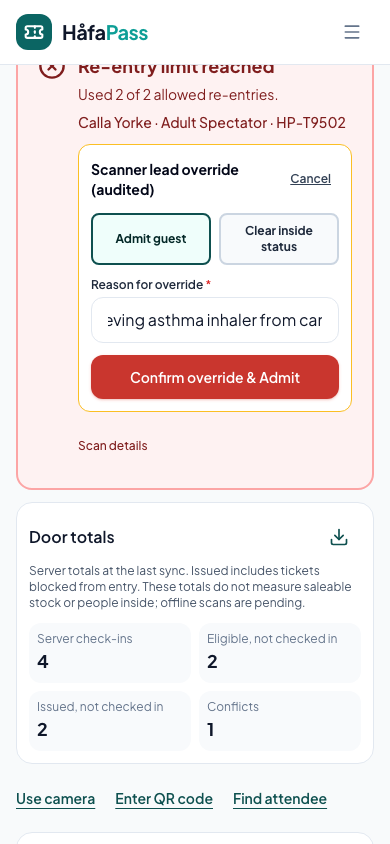 HåfaPass
Re-entry limit reached
Used 2 of 2 allowed re-entries.
Calla Yorke · Adult Spectator · HP-T9502
Scanner lead override
(audited)
Cancel
Admit guest
Clear inside
status
Reason for override *
eving asthma inhaler from car
Confirm override & Admit
Scan details
Door totals
Server totals at the last sync. Issued includes tickets
blocked from entry. These totals do not measure saleable
stock or people inside; offline scans are pending.
Server check-ins
4
Eligible, not checked in
2
Issued, not checked in
2
Conflicts
1
Use camera
Enter QR code
Find attendee